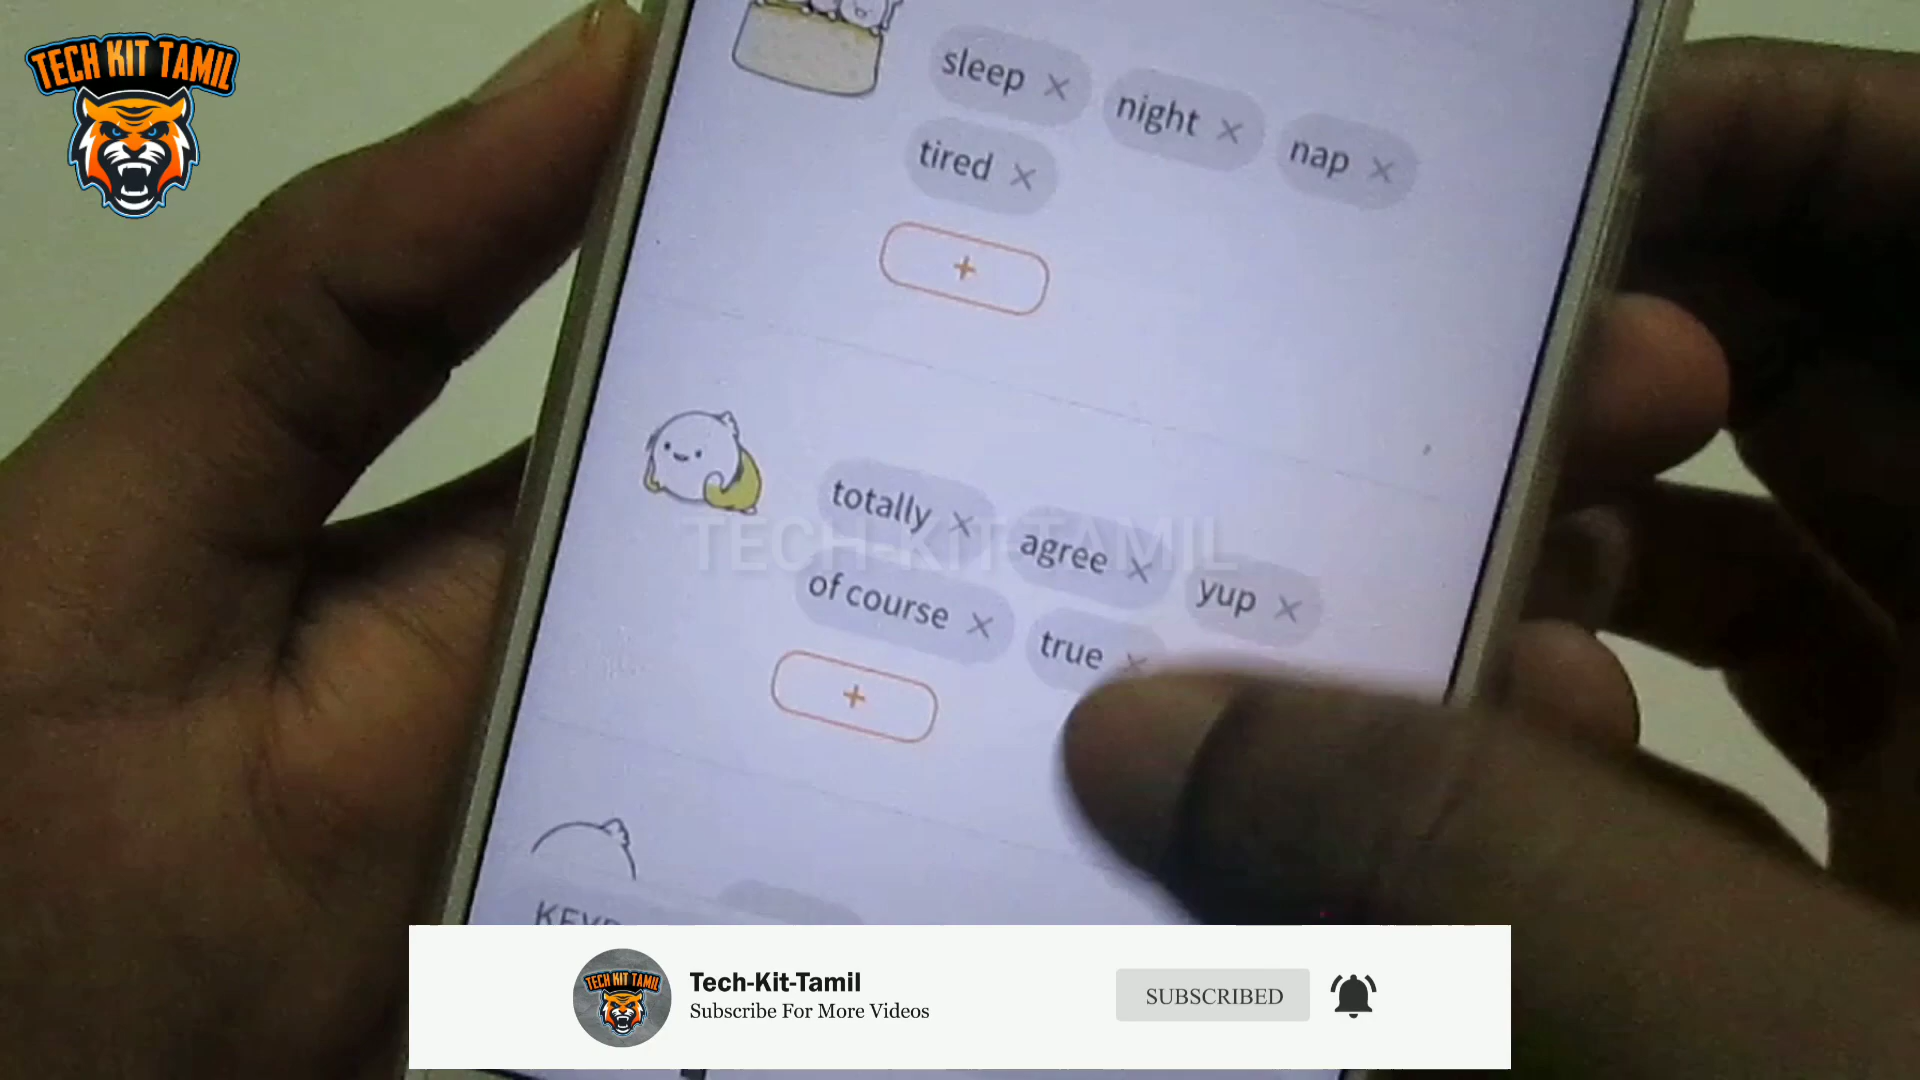 TECH KIT TAMIL
sleep × night × nap ×
tired ×
+
totally × agree × yup ×
TECH-KIT-TAMIL
of course × true ×
+
TECH KIT TAMIL
Tech-Kit-Tamil
Subscribe For More Videos
SUBSCRIBED